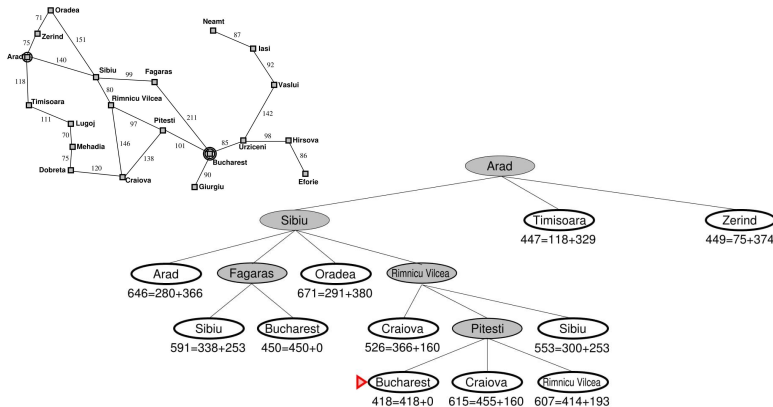 Oradea
71
Neamt
Zerind
87
75
151
Iasi
Arad
140
92
Sibiu
99
Fagaras
118
80
Vaslui
Timisoara
Rimnicu Vilcea
111
Lugoj
97
Pitesti
211
142
70
98
Hirsova
85
Mehadia
146
101
Urziceni
75
138
86
Bucharest
Dobreta
120
90
Craiova
Eforie
Giurgiu
Arad
Sibiu
Timisoara
Zerind
447=118+329
449=75+374
Arad
Fagaras
Oradea
Rimnicu Vilcea
646=280+366
671=291+380
Sibiu
Bucharest
Craiova
Pitesti
Sibiu
591=338+253
450=450+0
526=366+160
553=300+253
Bucharest
Craiova
Rimnicu Vilcea
418=418+0
615=455+160
607=414+193